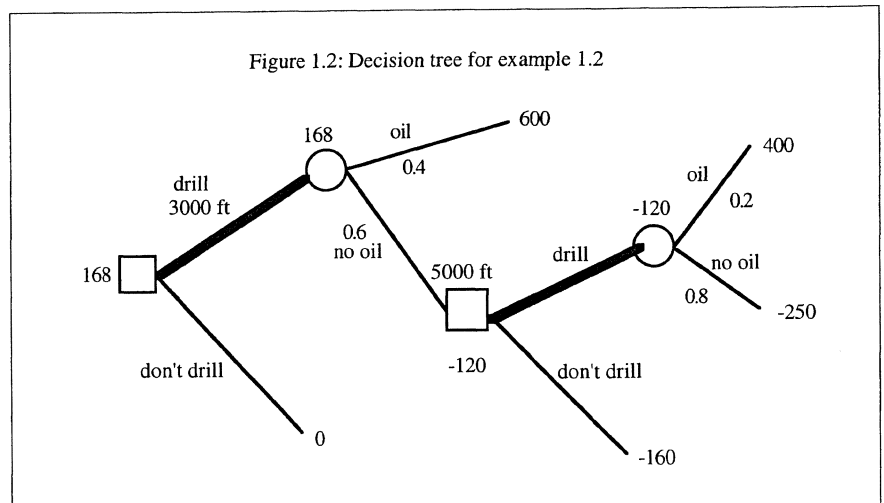 Figure 1.2: Decision tree for example 1.2
168
oil
600
0.4
drill
3000 ft
168
0.6
no oil
don't drill
0
5000 ft
-120
drill
-120
oil
400
0.2
no oil
0.8
-250
don't drill
-160